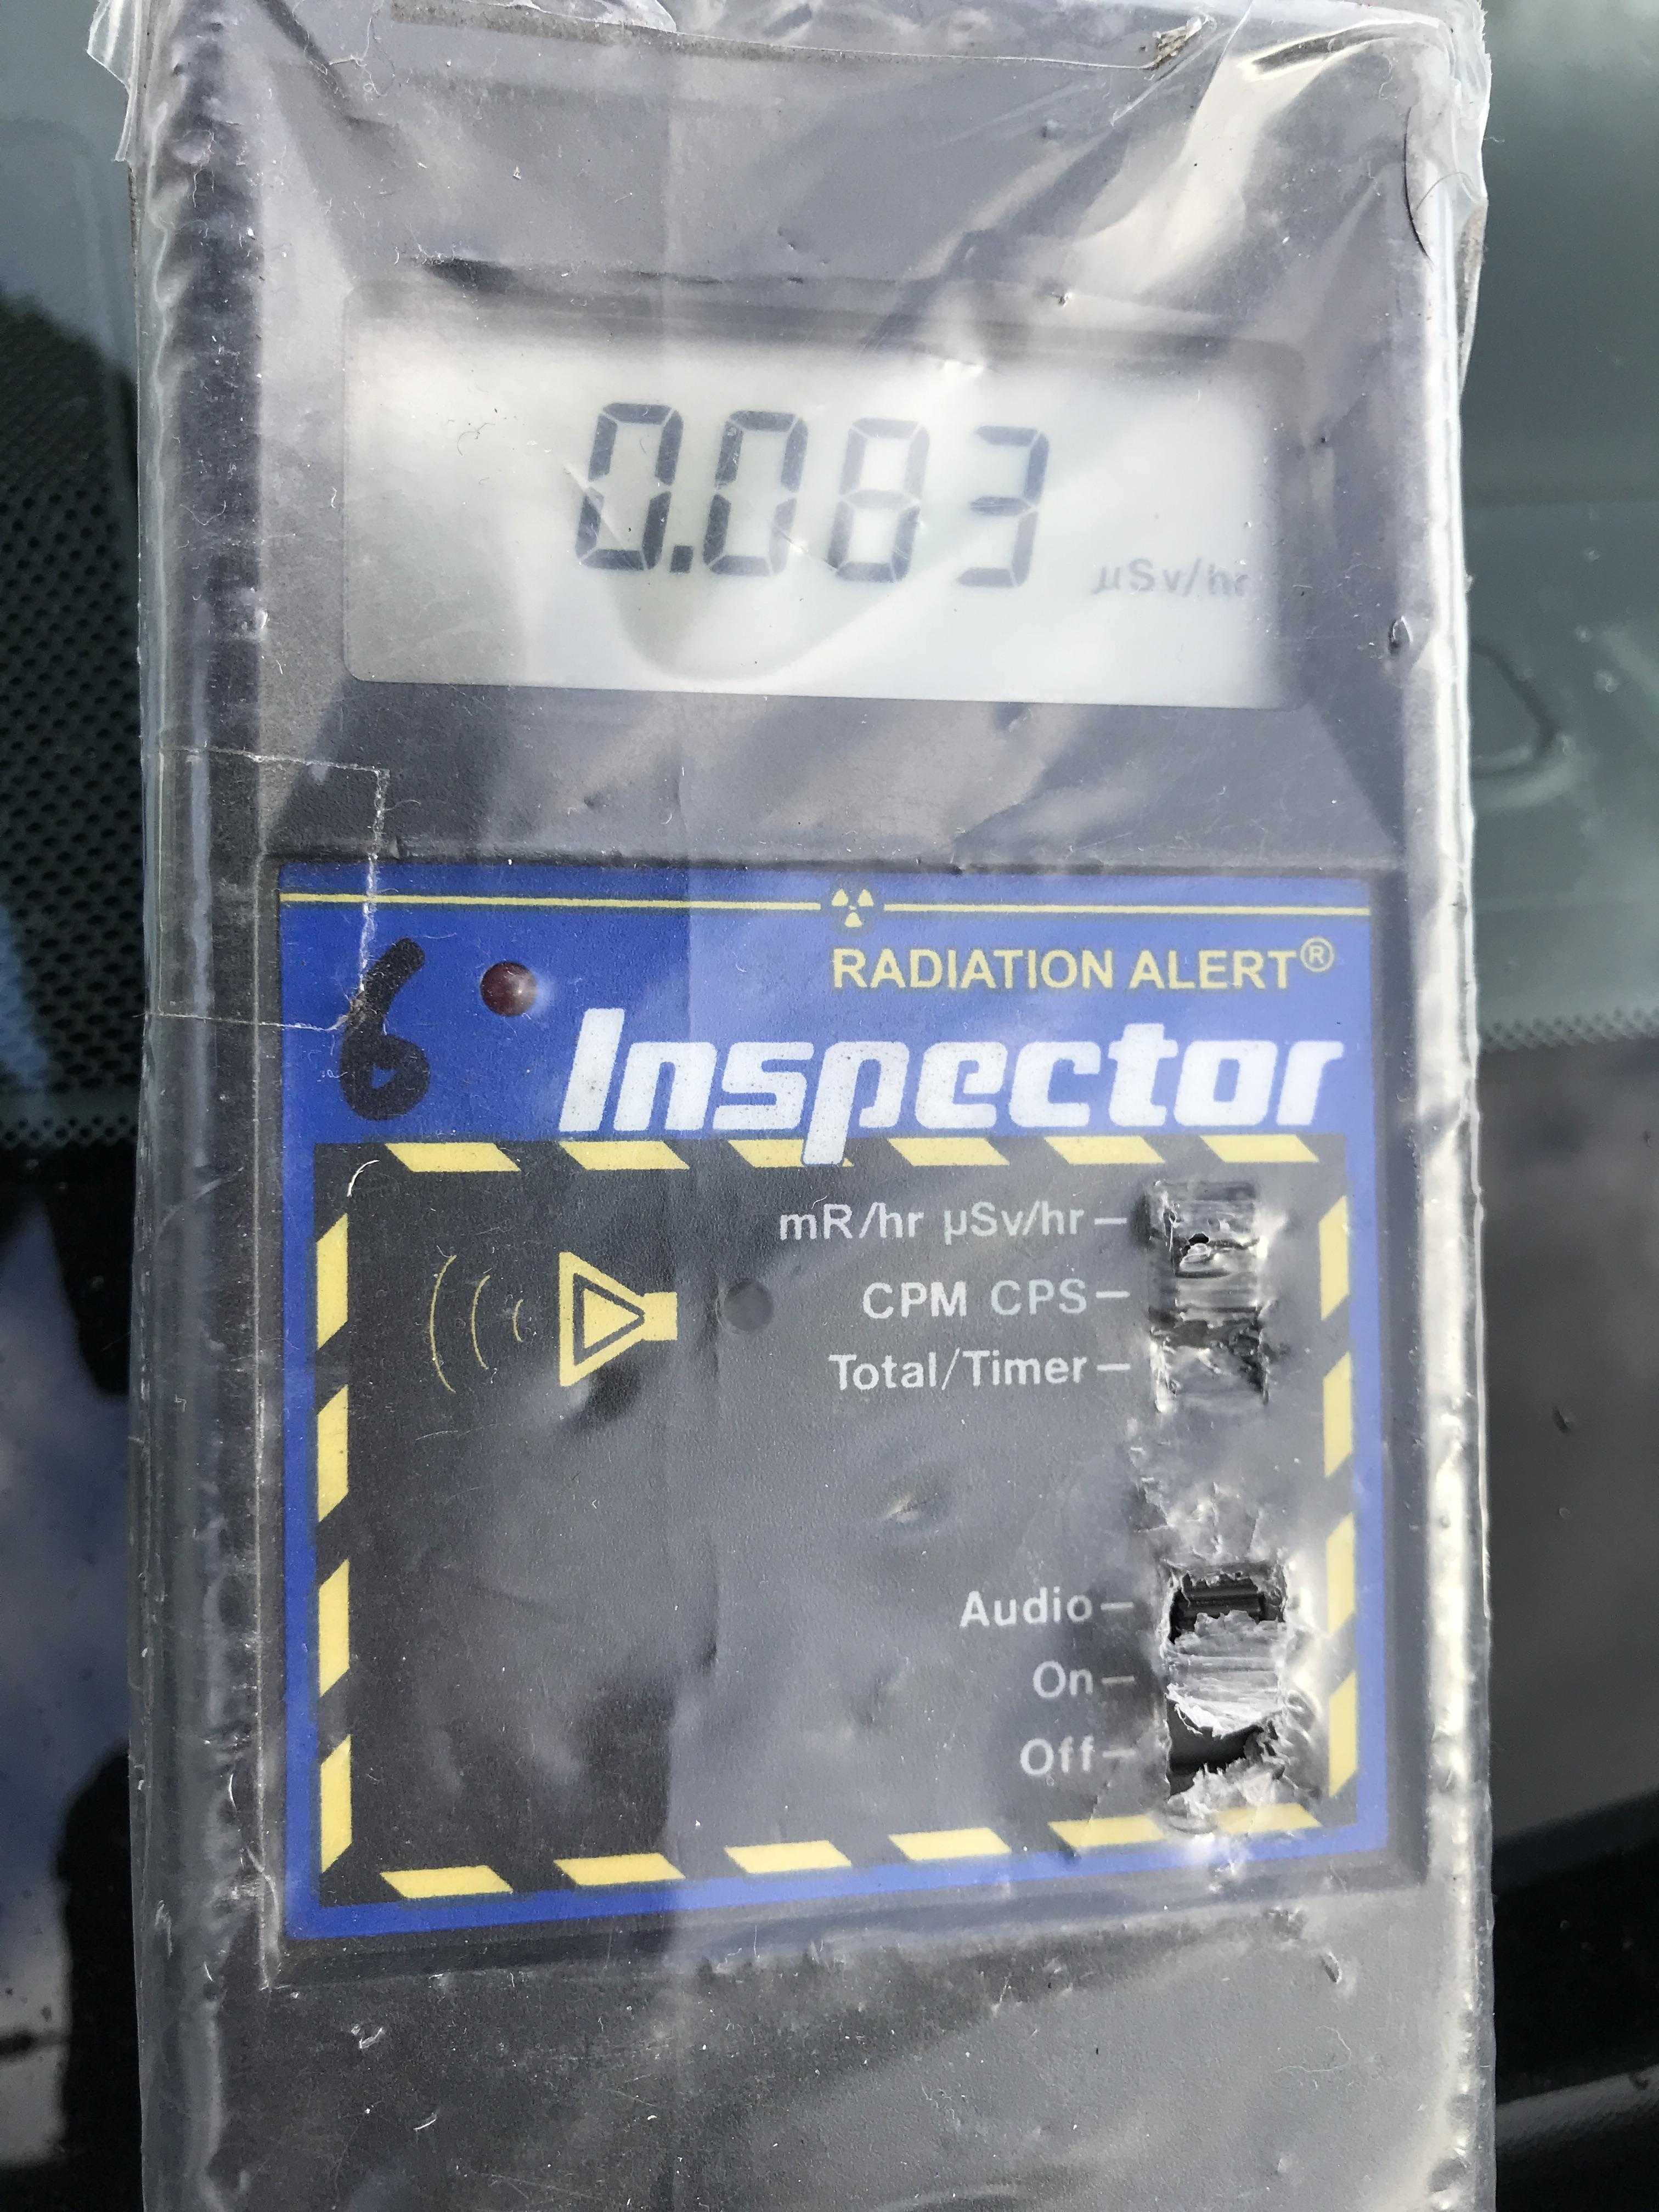 0.083 µSv/hr
RADIATION ALERT®
6
Inspector
mR/hr µSv/hr
CPM CPS
Total/Timer
Audio
On
Off